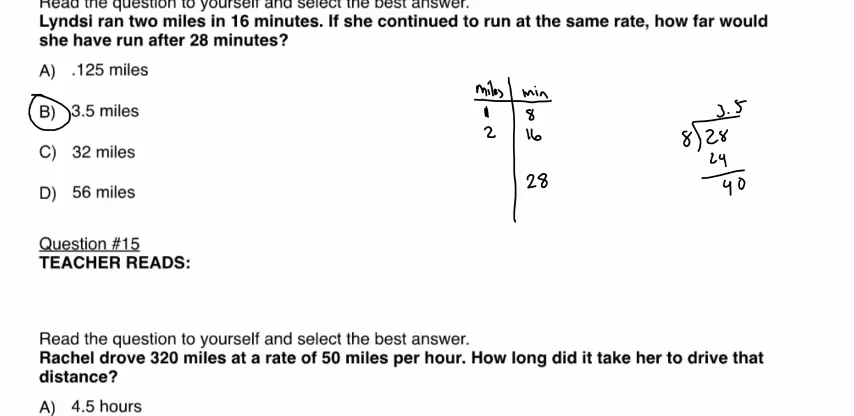 Read the question to yourself and select the best answer.
Lyndsi ran two miles in 16 minutes. If she continued to run at the same rate, how far would
she have run after 28 minutes?
A) .125 miles
B) 3.5 miles
C) 32 miles
D) 56 miles
miles min
1 8
2 16
28
3.5
8)28
24
40
Question #15
TEACHER READS:
Read the question to yourself and select the best answer.
Rachel drove 320 miles at a rate of 50 miles per hour. How long did it take her to drive that
distance?
A) 4.5 hours